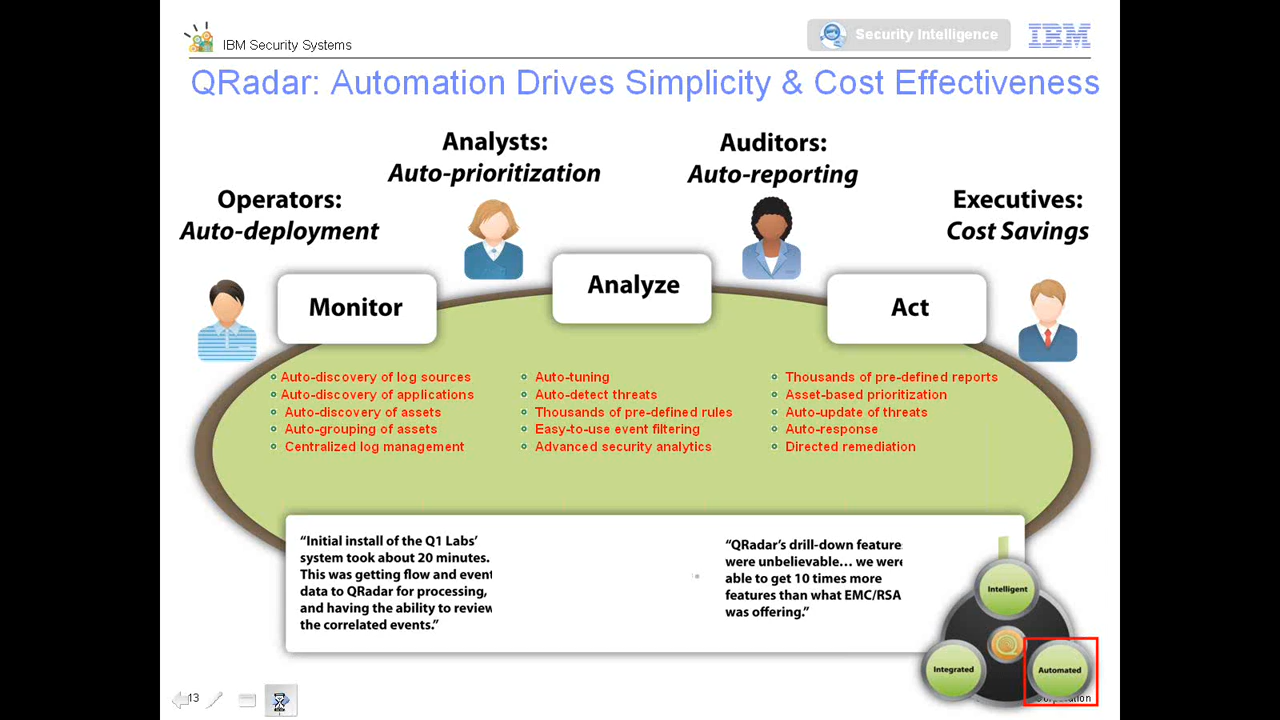 IBM Security System
Security Intelligence
IBM
QRadar: Automation Drives Simplicity & Cost Effectiveness
Operators:
Auto-deployment
Analysts:
Auto-prioritization
Auditors:
Auto-reporting
Executives:
Cost Savings
Monitor
Analyze
Act
Auto-discovery of log sources
Auto-discovery of applications
Auto-discovery of assets
Auto-grouping of assets
Centralized log management
Auto-tuning
Auto-detect threats
Thousands of pre-defined rules
Easy-to-use event filtering
Advanced security analytics
Thousands of pre-defined reports
Asset-based prioritization
Auto-update of threats
Auto-response
Directed remediation
“Initial install of the Q1 Labs’
system took about 20 minutes.
This was getting flow and event
data to QRadar for processing,
and having the ability to review
the correlated events.”
“QRadar’s drill-down feature
were unbelievable… we were
able to get 10 times more
features than what EMC/RSA
was offering.”
Intelligent
Integrated
Automated
13